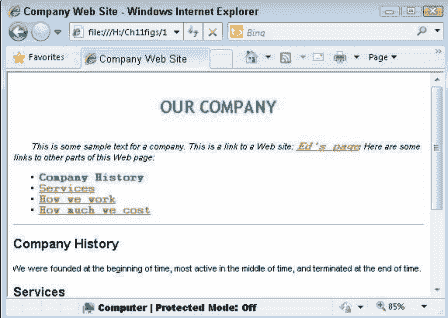 Company Web Site - Windows Internet Explorer
file:///H:/Ch11figs/1
Bing
Favorites
Company Web Site
Page
OUR COMPANY
This is some sample text for a company. This is a link to a Web site: Ed's page Here are some
links to other parts of this Web page:
• Company History
• Services
• How we work
• How much we cost
Company History
We were founded at the beginning of time, most active in the middle of time, and terminated at the end of time.
Services
Computer | Protected Mode: Off
85%